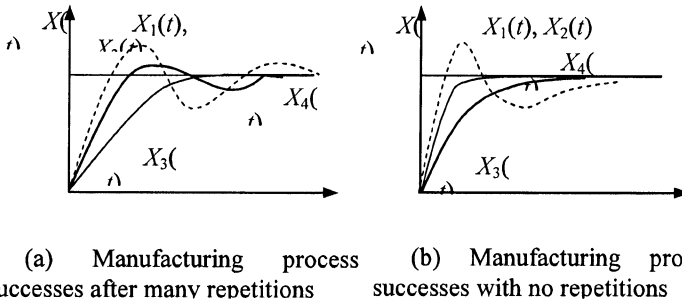 X( X₁(t),
t) X₂(t)
X₄(
t)
X₃(
t)
X( X₁(t), X₂(t)
t) X₄(
t)
X₃(
t)
(a) Manufacturing process
uccesses after many repetitions
(b) Manufacturing pro
successes with no repetitions